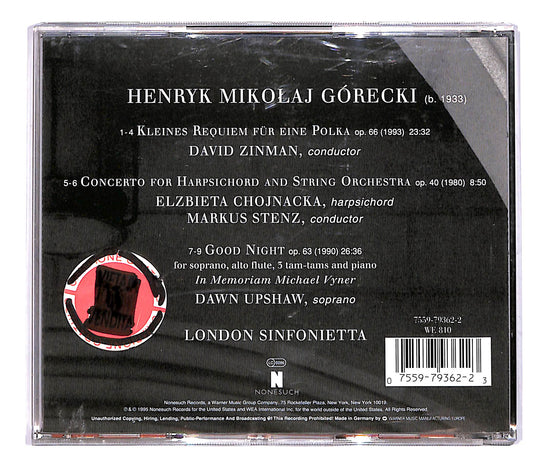 HENRYK MIKOŁAJ GÓRECKI (b. 1933)
1-4 KLEINES REQUIEM FÜR EINE POLKA op. 66 (1993) 23:32
DAVID ZINMAN, conductor
5-6 CONCERTO FOR HARPSICHORD AND STRING ORCHESTRA op. 40 (1980) 8:50
ELZBIETA CHOJNACKA, harpsichord
MARKUS STENZ, conductor
7-9 GOOD NIGHT op. 63 (1990) 26:36
for soprano, alto flute, 3 tam-tams and piano
In Memoriam Michael Vyner
DAWN UPSHAW, soprano
LONDON SINFONIETTA
7559-79362-2
WE 810
0 7559-79362-2 3
N
NONESUCH
Nonesuch Records, a Warner Music Group Company, 75 Rockefeller Plaza, New York, New York 10019.
℗ & © 1995 Nonesuch Records for the United States and WEA International Inc. for the world outside of the United States. All Rights Reserved.
Unauthorized Copying, Hiring, Lending, Public Performance And Broadcasting Of This Recording Prohibited! Made in Germany by WARNER MUSIC MANUFACTURING EUROPE